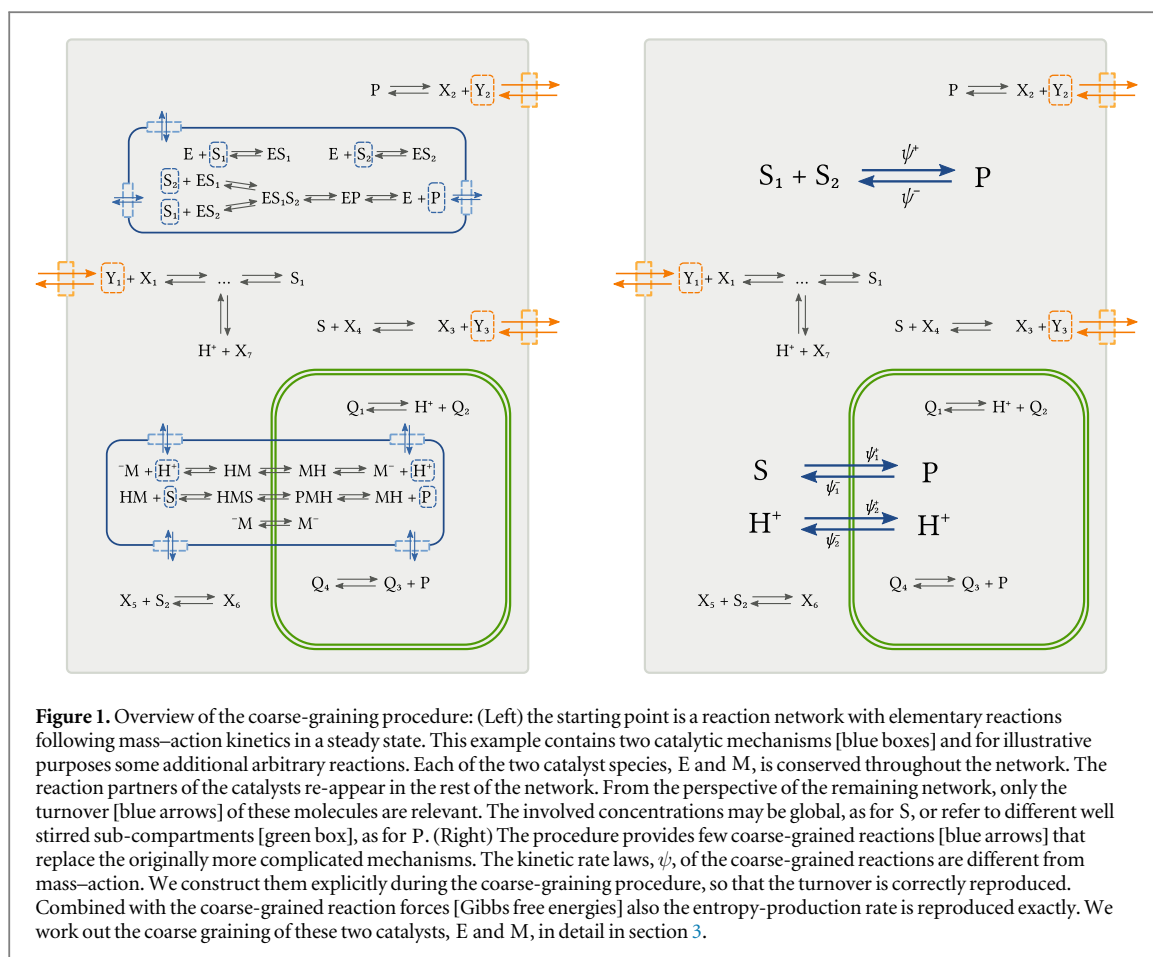 P ⇌ X₂ + Y₂
E + S₁ ⇌ ES₁
E + S₂ ⇌ ES₂
S₂ + ES₁
ES₁S₂ ⇌ EP ⇌ E + P
S₁ + ES₂
Y₁ + X₁ ⇌ ... ⇌ S₁
S + X₄ ⇌ X₃ + Y₃
H⁺ + X₇
Q₁ ⇌ H⁺ + Q₂
⁻M + H⁺ ⇌ HM ⇌ MH ⇌ M⁻ + H⁺
HM + S ⇌ HMS ⇌ PMH ⇌ MH + P
⁻M ⇌ M⁻
Q₄ ⇌ Q₃ + P
X₅ + S₂ ⇌ X₆
P ⇌ X₂ + Y₂
ψ⁺
S₁ + S₂ ⇌ P
ψ⁻
Y₁ + X₁ ⇌ ... ⇌ S₁
S + X₄ ⇌ X₃ + Y₃
H⁺ + X₇
Q₁ ⇌ H⁺ + Q₂
ψ₁⁺
S ⇌ P
ψ₁⁻
ψ₂⁺
H⁺ ⇌ H⁺
ψ₂⁻
Q₄ ⇌ Q₃ + P
X₅ + S₂ ⇌ X₆
Figure 1. Overview of the coarse-graining procedure: (Left) the starting point is a reaction network with elementary reactions
following mass–action kinetics in a steady state. This example contains two catalytic mechanisms [blue boxes] and for illustrative
purposes some additional arbitrary reactions. Each of the two catalyst species, E and M, is conserved throughout the network. The
reaction partners of the catalysts re-appear in the rest of the network. From the perspective of the remaining network, only the
turnover [blue arrows] of these molecules are relevant. The involved concentrations may be global, as for S, or refer to different well
stirred sub-compartments [green box], as for P. (Right) The procedure provides few coarse-grained reactions [blue arrows] that
replace the originally more complicated mechanisms. The kinetic rate laws, ψ, of the coarse-grained reactions are different from
mass–action. We construct them explicitly during the coarse-graining procedure, so that the turnover is correctly reproduced.
Combined with the coarse-grained reaction forces [Gibbs free energies] also the entropy-production rate is reproduced exactly. We
work out the coarse graining of these two catalysts, E and M, in detail in section 3.